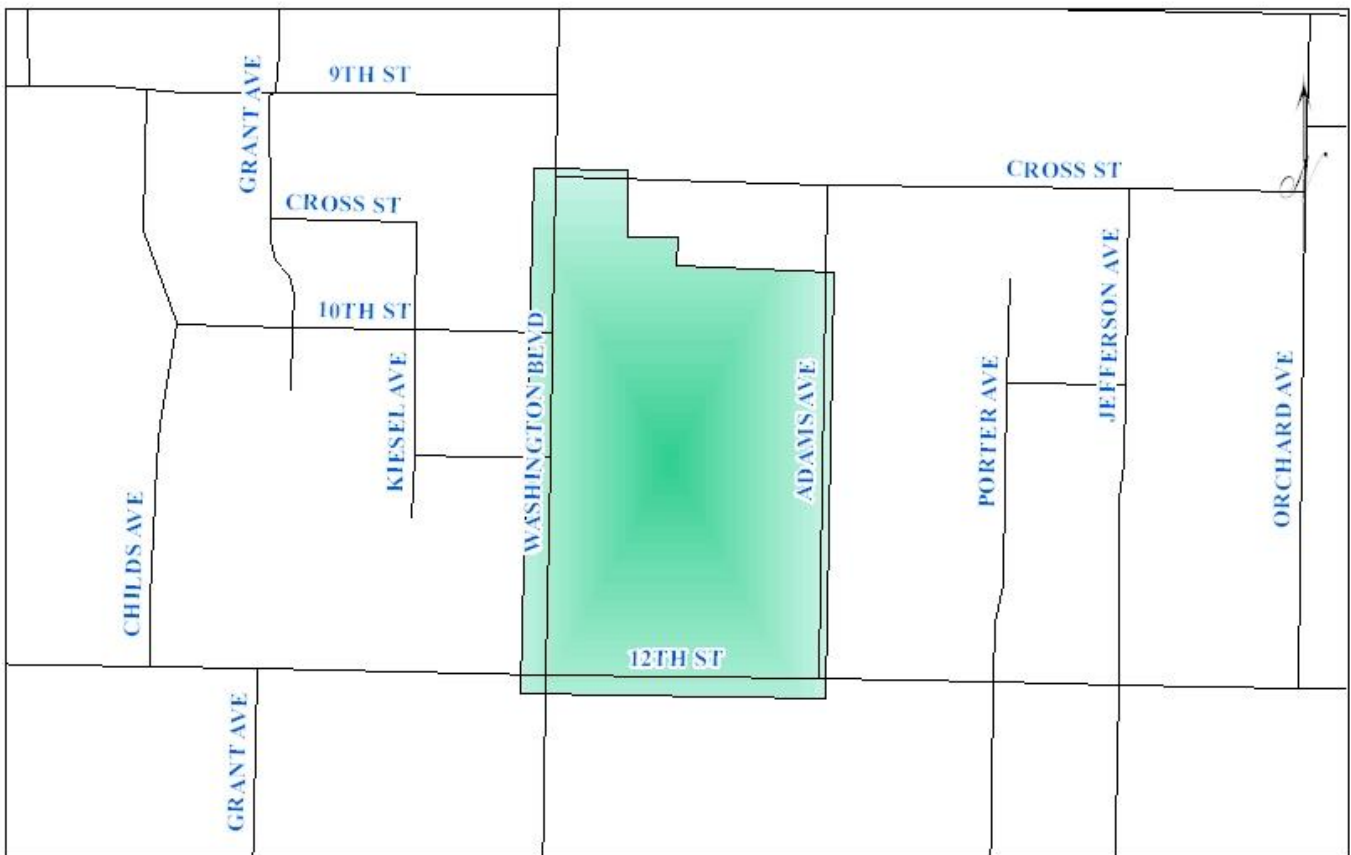 9TH ST
GRANT AVE
CROSS ST
CROSS ST
10TH ST
WASHINGTON BLVD
KIESEL AVE
ADAMS AVE
PORTER AVE
JEFFERSON AVE
ORCHARD AVE
CHILDS AVE
12TH ST
GRANT AVE